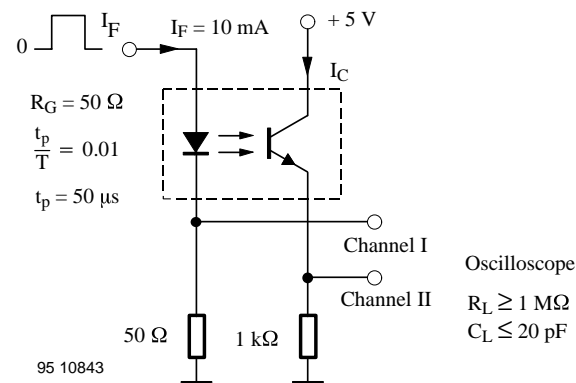 0
I_F
I_F = 10 mA
+ 5 V
I_C
R_G = 50 Ω
t_p
T = 0.01
t_p = 50 μs
Channel I
Channel II
50 Ω
1 kΩ
Oscilloscope
R_L ≥ 1 MΩ
C_L ≤ 20 pF
95 10843